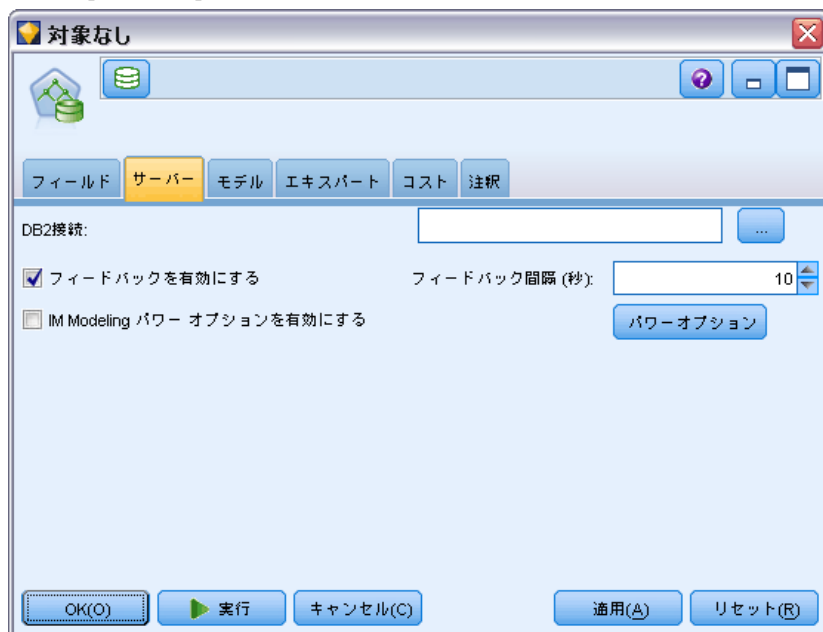 対象なし
フィールド サーバー モデル エキスパート コスト 注釈
DB2接続: ...
フィードバックを有効にする フィードバック間隔 (秒): 10
IM Modeling パワー オプションを有効にする パワーオプション
OK(O) 実行 キャンセル(C) 適用(A) リセット(R)